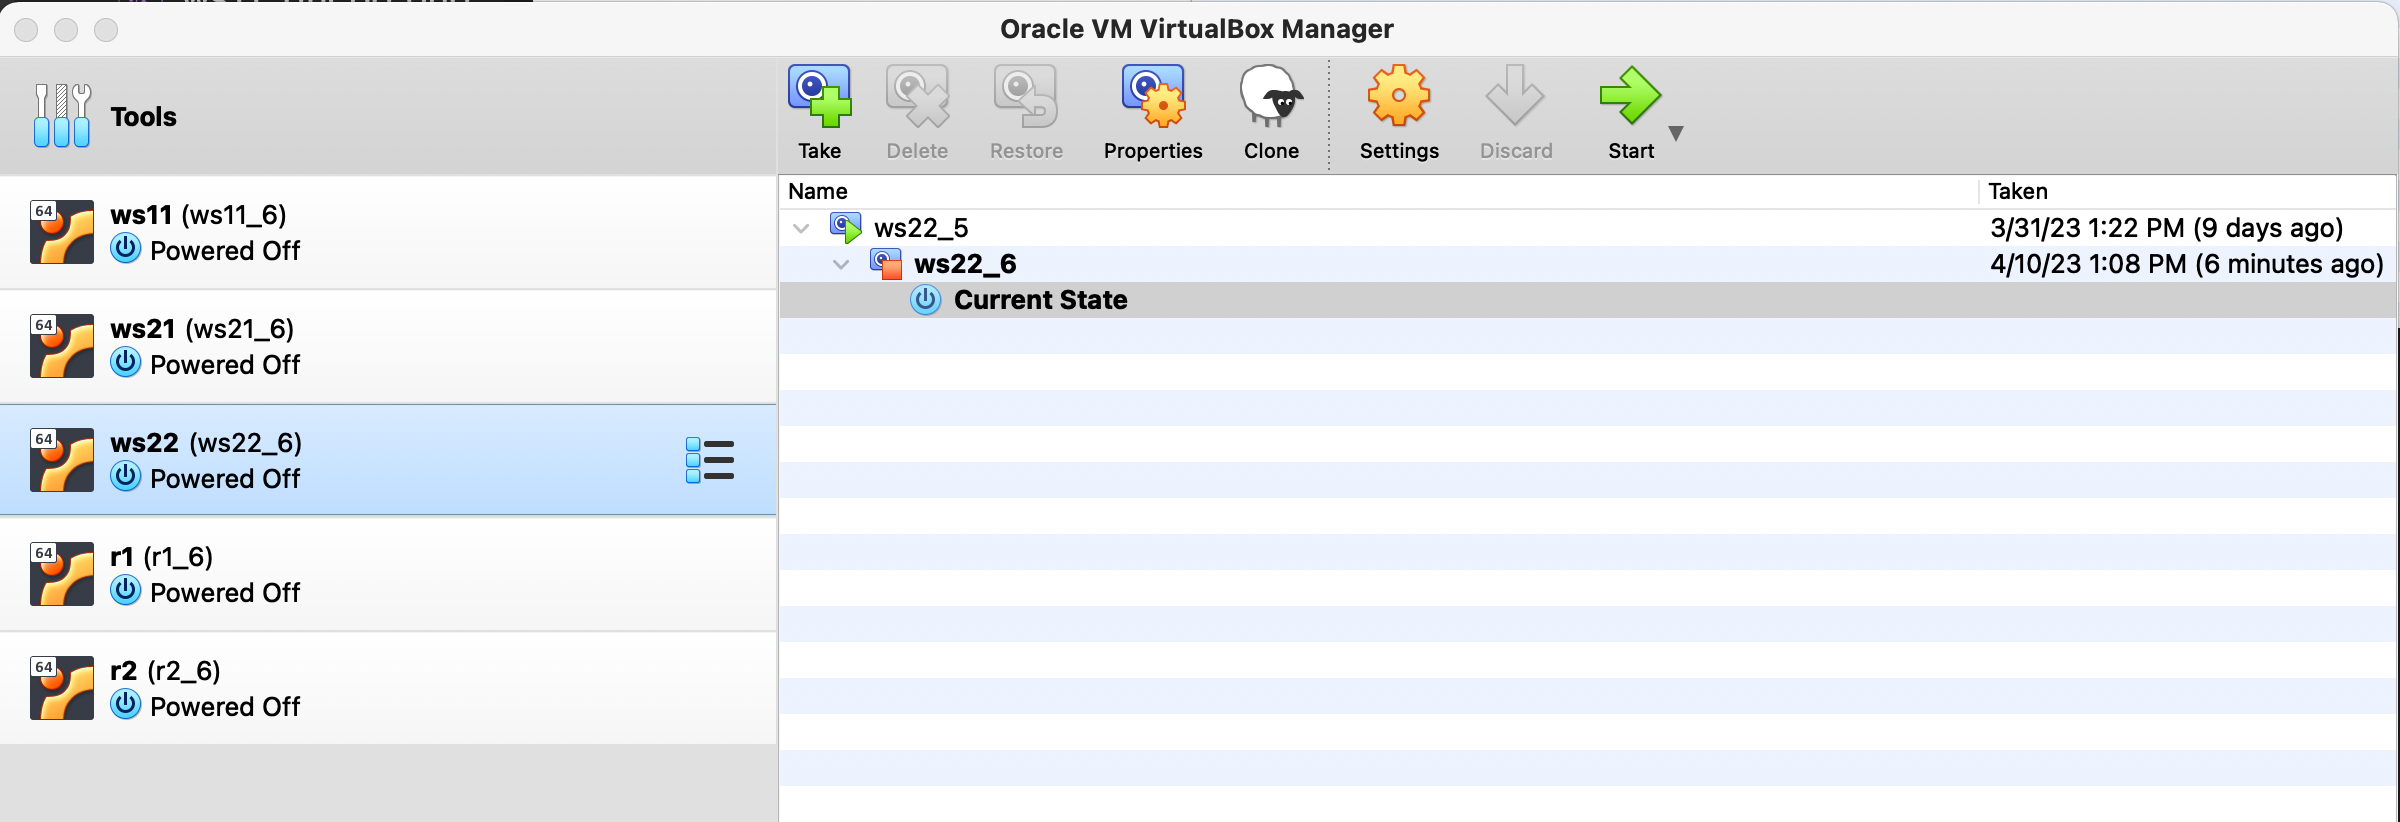 Oracle VM VirtualBox Manager
Tools
Take
Delete
Restore
Properties
Clone
Settings
Discard
Start
64
ws11 (ws11_6)
Powered Off
64
ws21 (ws21_6)
Powered Off
64
ws22 (ws22_6)
Powered Off
64
r1 (r1_6)
Powered Off
64
r2 (r2_6)
Powered Off
Name Taken
ws22_5 3/31/23 1:22 PM (9 days ago)
ws22_6 4/10/23 1:08 PM (6 minutes ago)
Current State